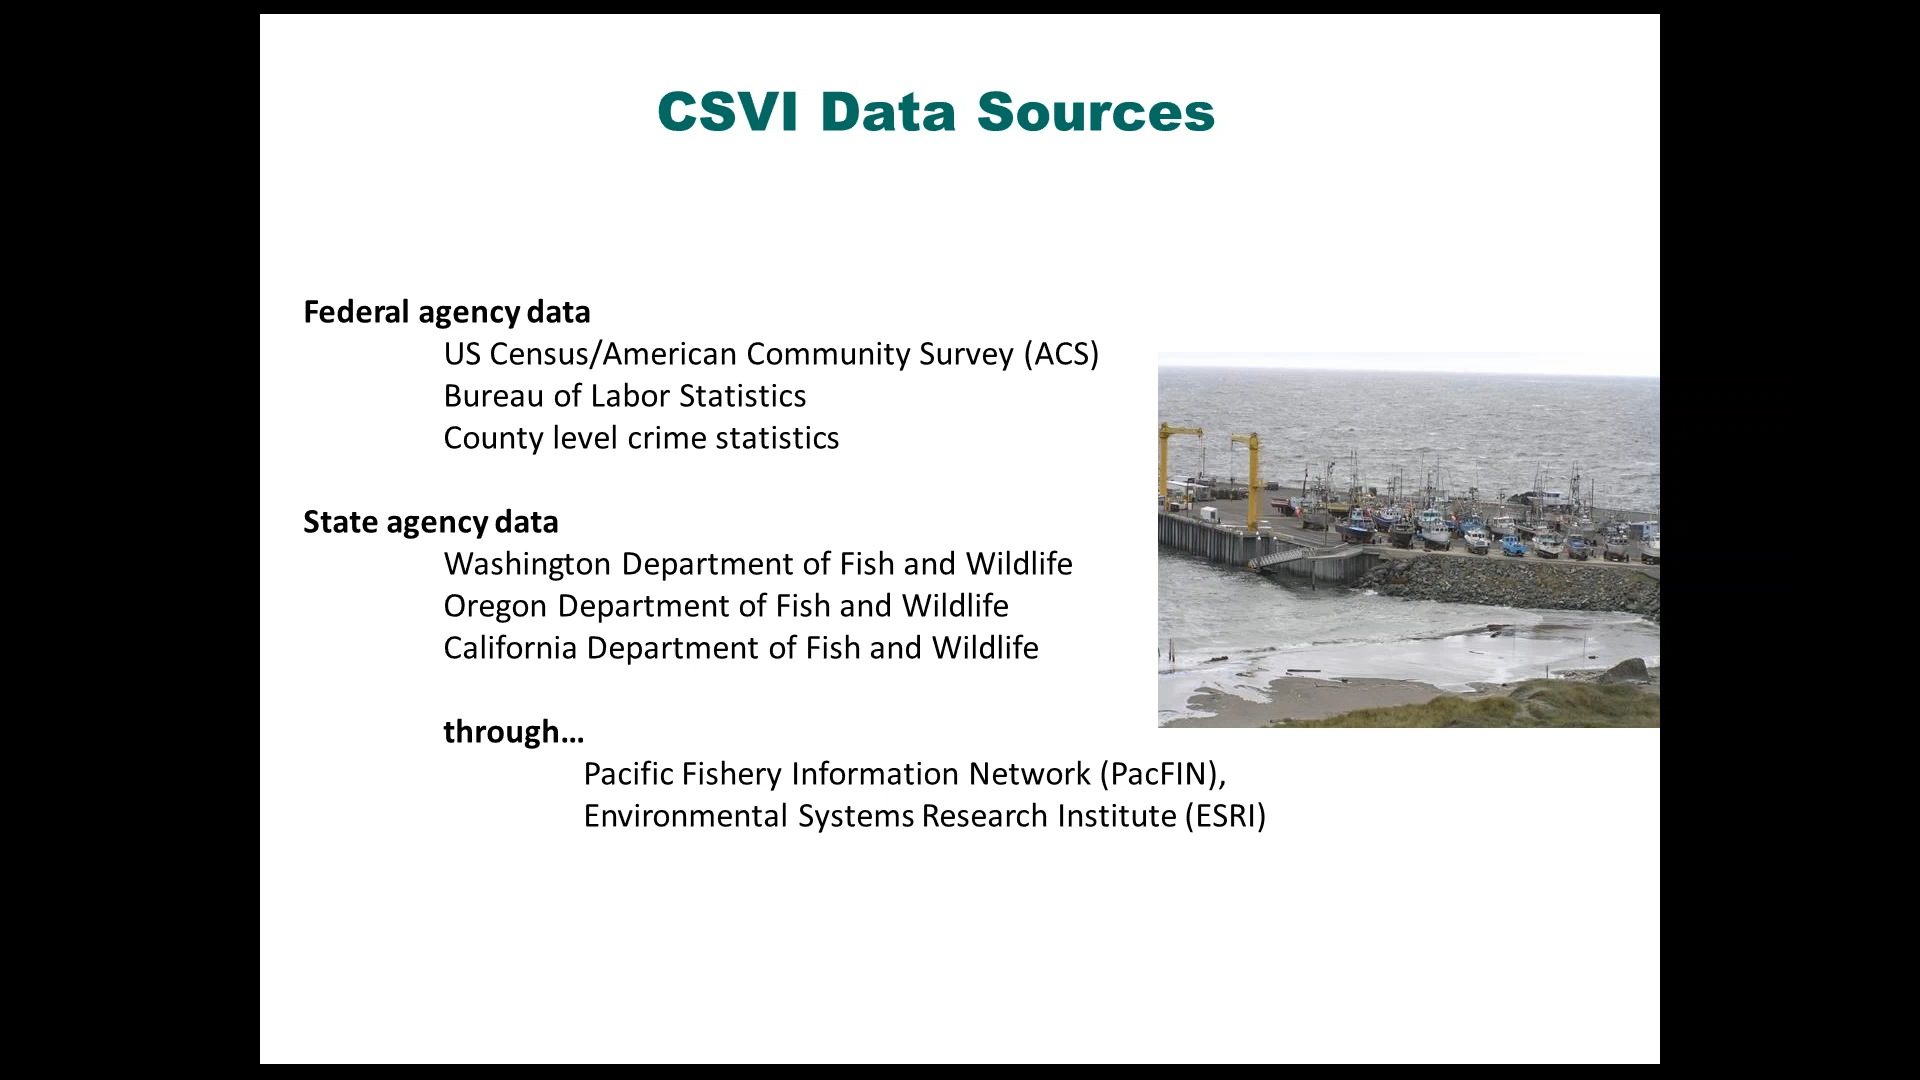 CSVI Data Sources
Federal agency data
US Census/American Community Survey (ACS)
Bureau of Labor Statistics
County level crime statistics
State agency data
Washington Department of Fish and Wildlife
Oregon Department of Fish and Wildlife
California Department of Fish and Wildlife
through…
Pacific Fishery Information Network (PacFIN),
Environmental Systems Research Institute (ESRI)